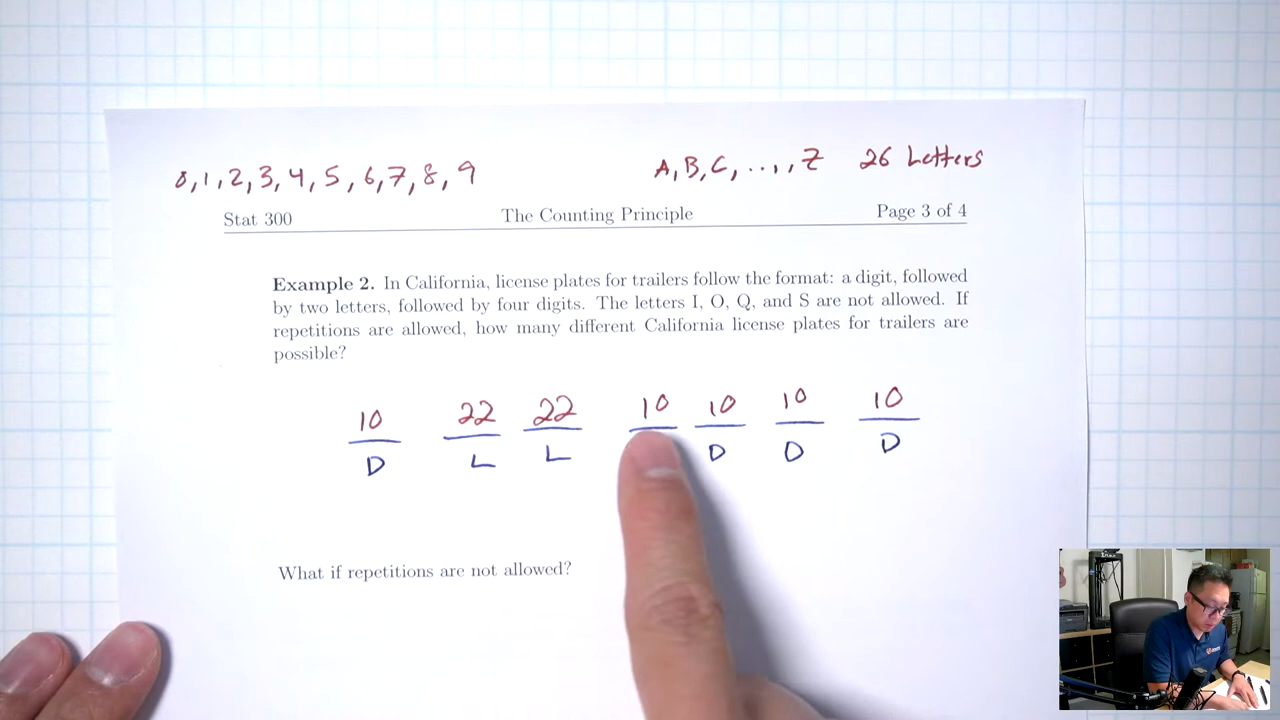 0,1,2,3,4,5,6,7,8,9
A,B,C,...,,Z 26 Letters
Stat 300 The Counting Principle Page 3 of 4
Example 2. In California, license plates for trailers follow the format: a digit, followed
by two letters, followed by four digits. The letters I, O, Q, and S are not allowed. If
repetitions are allowed, how many different California license plates for trailers are
possible?
10 22 22 10 10 10 10
D L L D D D
What if repetitions are not allowed?